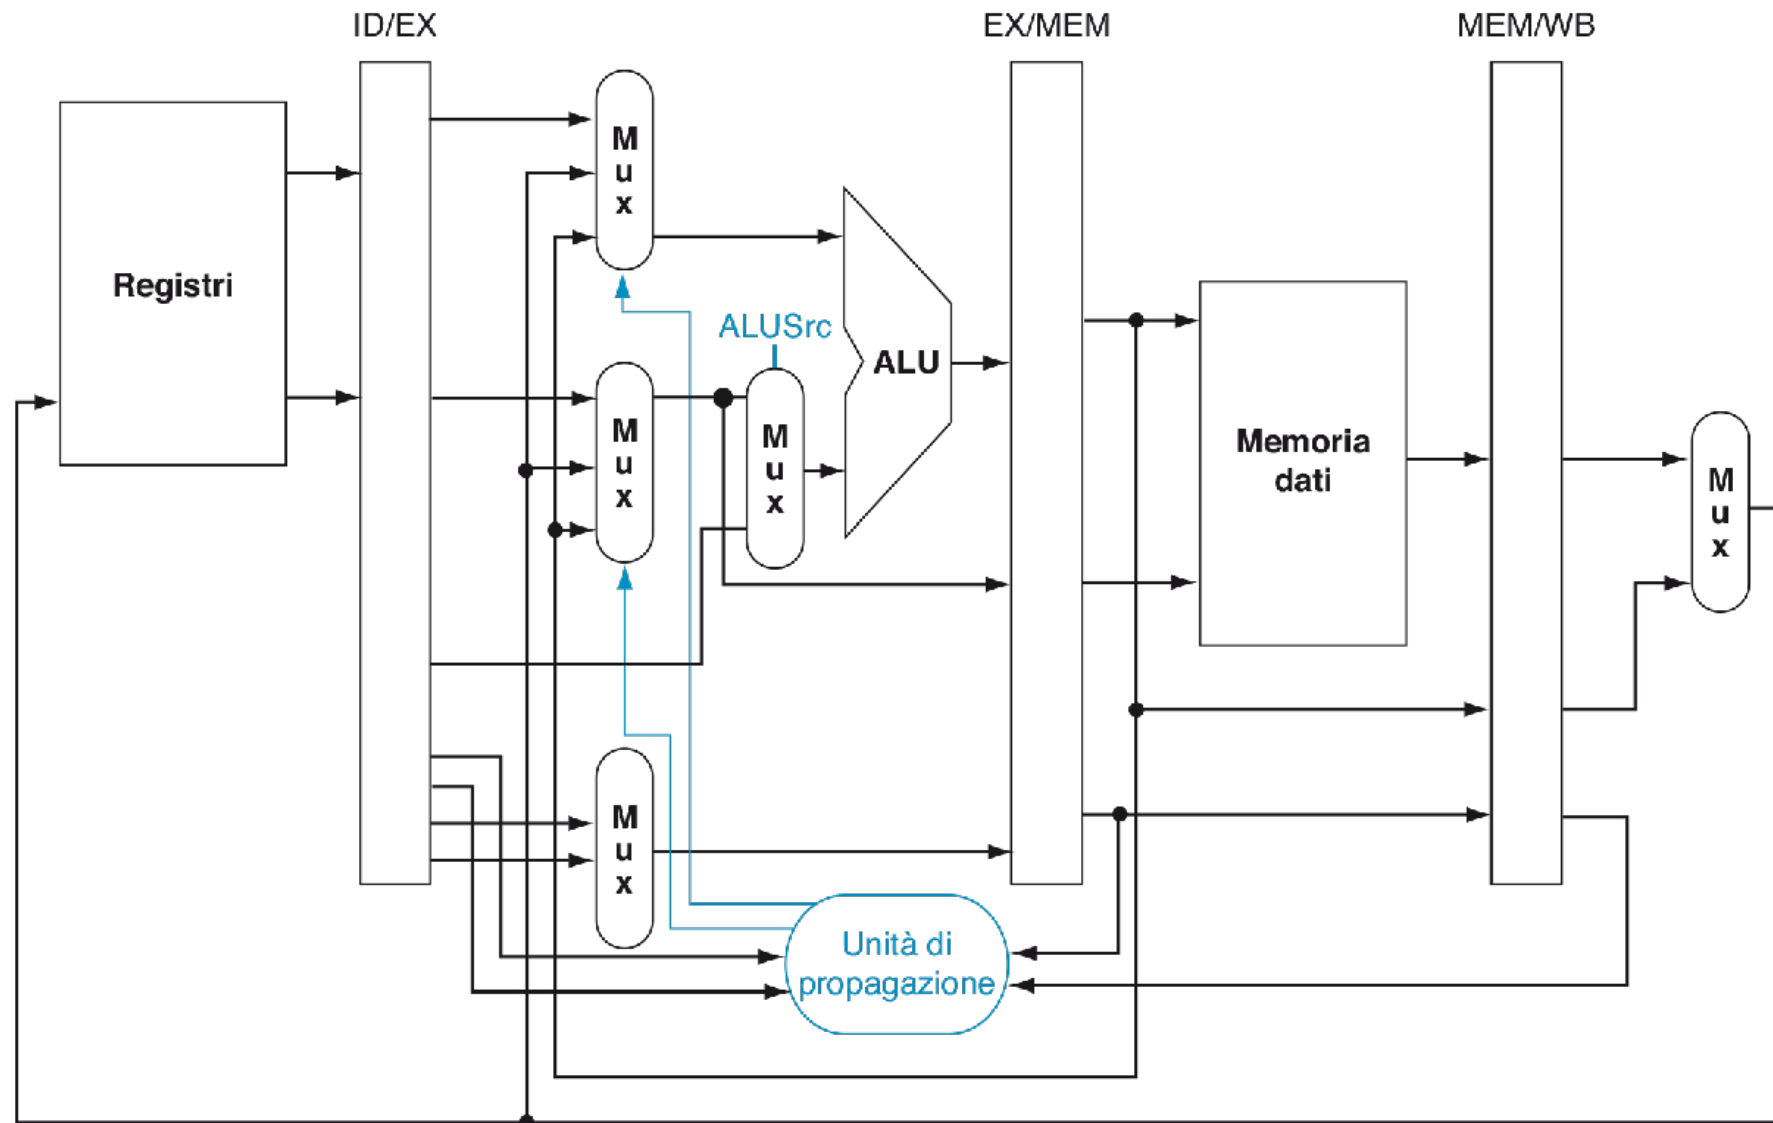 ID/EX
EX/MEM
MEM/WB
M
u
x
Registri
ALUSrc
ALU
M
u
x
M
u
x
Memoria
dati
M
u
x
M
u
x
Unità di
propagazione